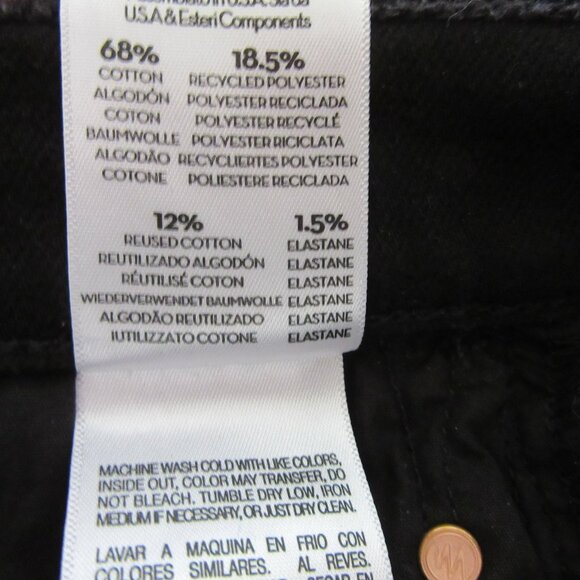 U.S.A & Esteri Components
68% 18.5%
COTTON RECYCLED POLYESTER
ALGODÓN POLYESTER RECICLADA
COTON POLYESTER RECYCLÉ
BAUMWOLLE POLYESTER RICICLATA
ALGODÃO RECYCLIERTES POLYESTER
COTONE POLIESTERE RECICLADA
12% 1.5%
REUSED COTTON ELASTANE
REUTILIZADO ALGODÓN ELASTANE
RÉUTILISÉ COTON ELASTANE
WIEDERVERWENDET BAUMWOLLE ELASTANE
ALGODÃO REUTILIZADO ELASTANE
IUTILIZZATO COTONE ELASTANE
MACHINE WASH COLD WITH LIKE COLORS,
INSIDE OUT, COLOR MAY TRANSFER, DO
NOT BLEACH. TUMBLE DRY LOW, IRON
MEDIUM IF NECESSARY, OR JUST DRY CLEAN.
LAVAR A MAQUINA EN FRIO CON
COLORES SIMILARES. AL REVES.